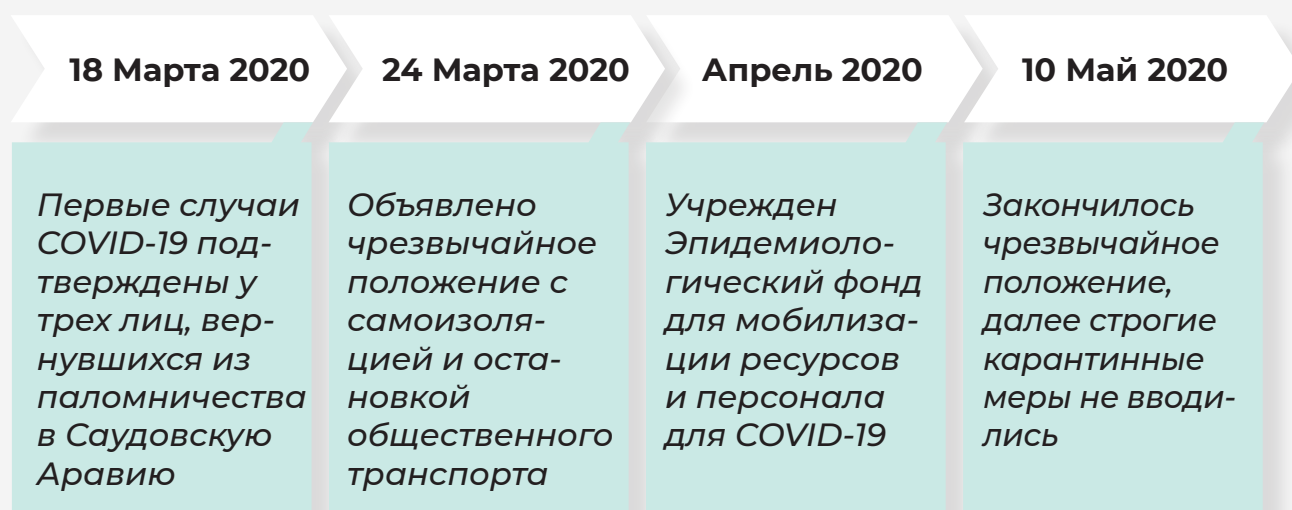 18 Марта 2020
Первые случаи
COVID-19 под-
тверждены у
трех лиц, вер-
нувшихся из
паломничества
в Саудовскую
Аравию
24 Марта 2020
Объявлено
чрезвычайное
положение с
самоизоля-
цией и оста-
новкой
общественного
транспорта
Апрель 2020
Учрежден
Эпидемиоло-
гический фонд
для мобилиза-
ции ресурсов
и персонала
для COVID-19
10 Май 2020
Закончилось
чрезвычайное
положение,
далее строгие
карантинные
меры не вводи-
лись